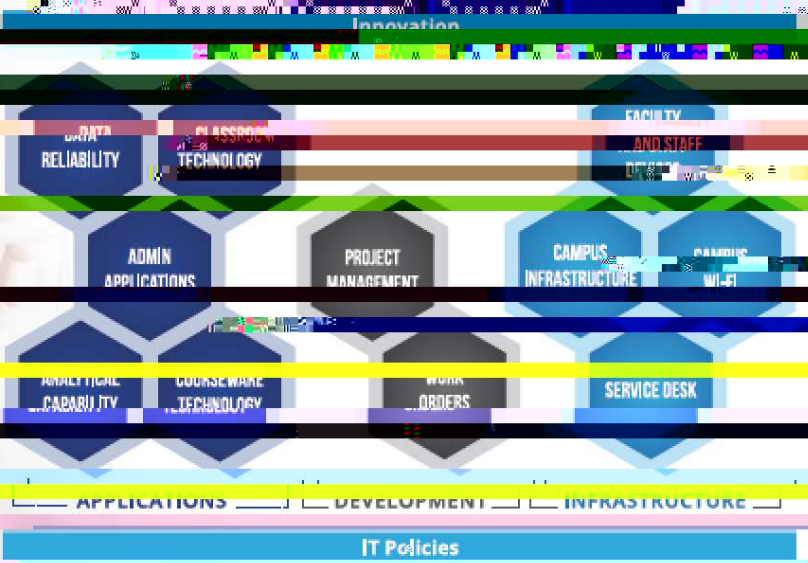 Innovation
DATA
RELIABILITY
CLASSROOM
TECHNOLOGY
FACULTY
AND STAFF
DEVICES
ADMIN
APPLICATIONS
PROJECT
MANAGEMENT
CAMPUS
INFRASTRUCTURE
CAMPUS
WI-FI
ANALYTICAL
CAPABILITY
COURSEWARE
TECHNOLOGY
WORK
ORDERS
SERVICE DESK
APPLICATIONS
DEVELOPMENT
INFRASTRUCTURE
IT Policies